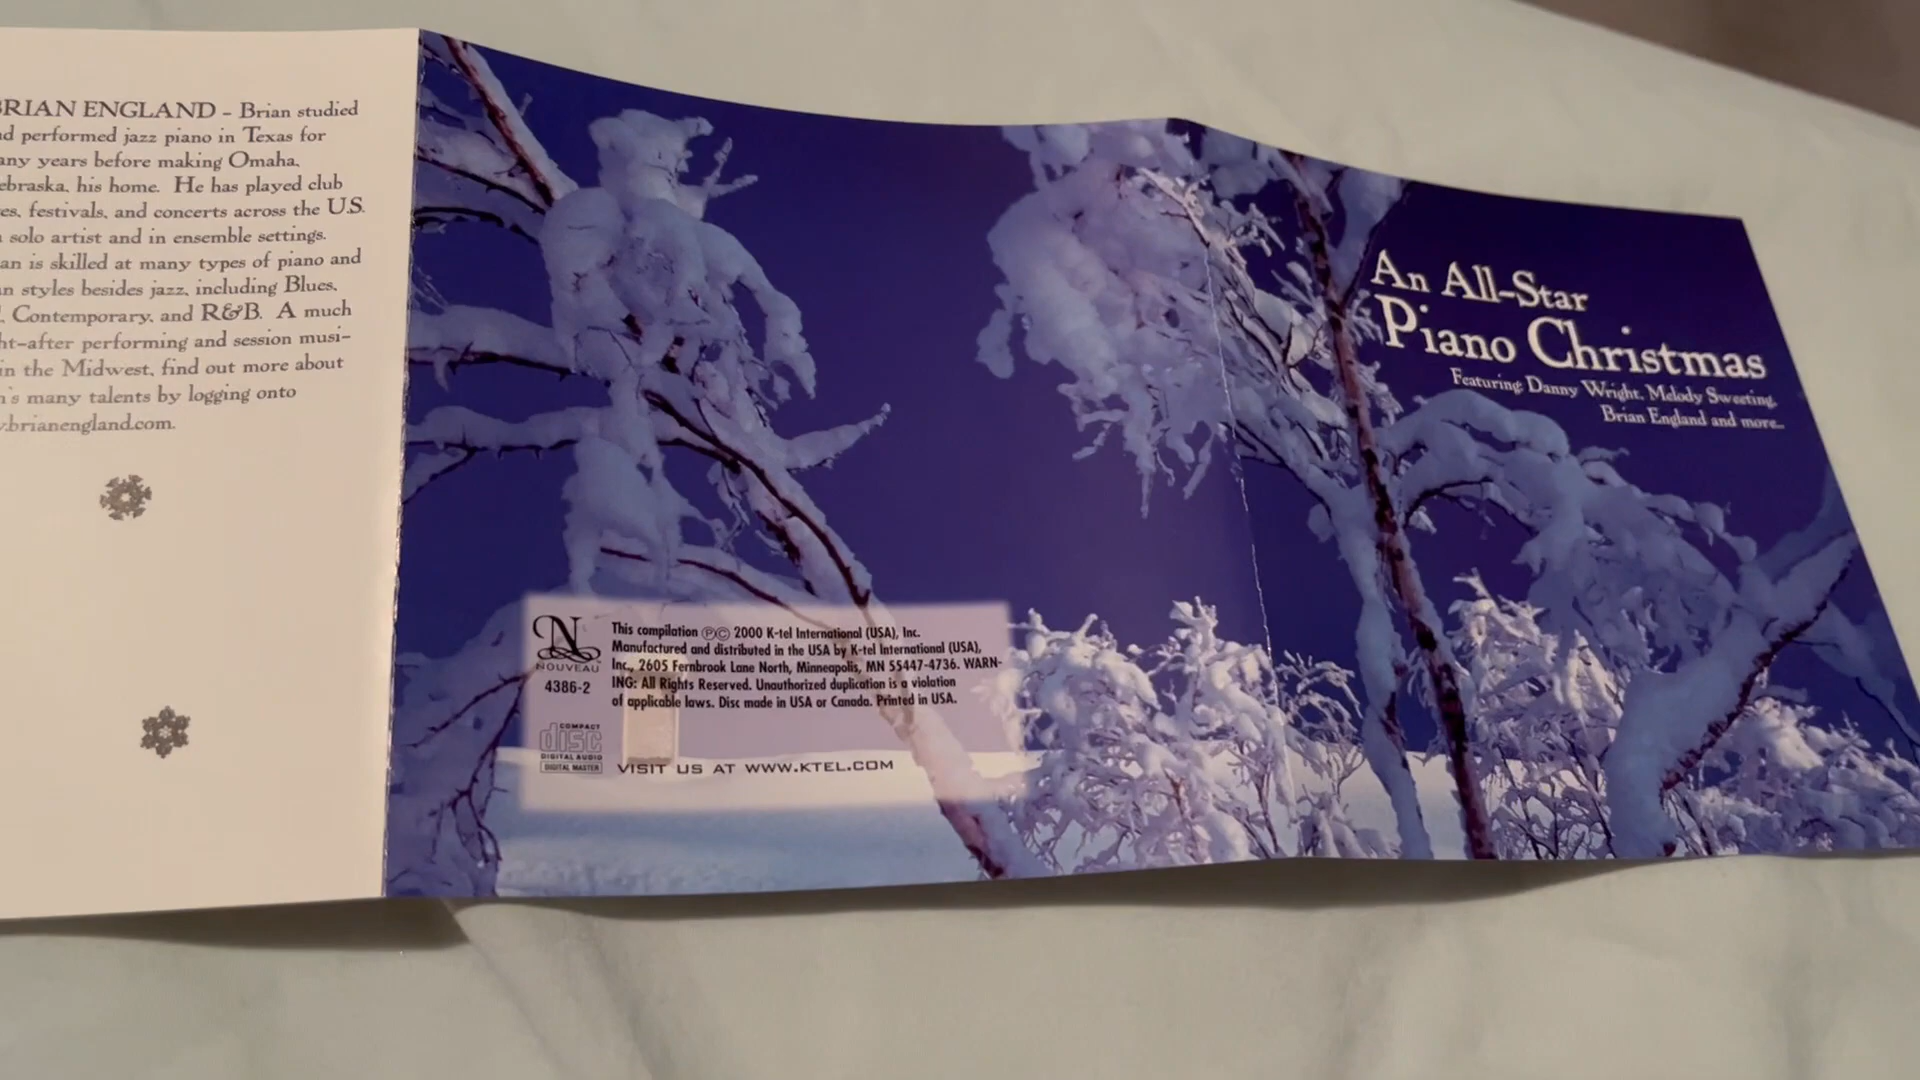 BRIAN ENGLAND – Brian studied
performed jazz piano in Texas for
years before making Omaha,
his home. He has played club
festivals, and concerts across the U.S.
solo artist and in ensemble settings.
is skilled at many types of piano and
styles besides jazz, including Blues,
Contemporary, and R&B. A much
performing and session musi-
in the Midwest, find out more about
many talents by logging onto
.brianengland.com.
N
NOUVEAU
4386-2
COMPACT
disc
DIGITAL AUDIO
DIGITAL MASTER
This compilation ℗© 2000 K-tel International (USA), Inc.
Manufactured and distributed in the USA by K-tel International (USA),
Inc., 2605 Fernbrook Lane North, Minneapolis, MN 55447-4736. WARN-
ING: All Rights Reserved. Unauthorized duplication is a violation
of applicable laws. Disc made in USA or Canada. Printed in USA.
VISIT US AT WWW.KTEL.COM
An All-Star
Piano Christmas
Featuring: Danny Wright, Melody Sweeting,
Brian England and more...